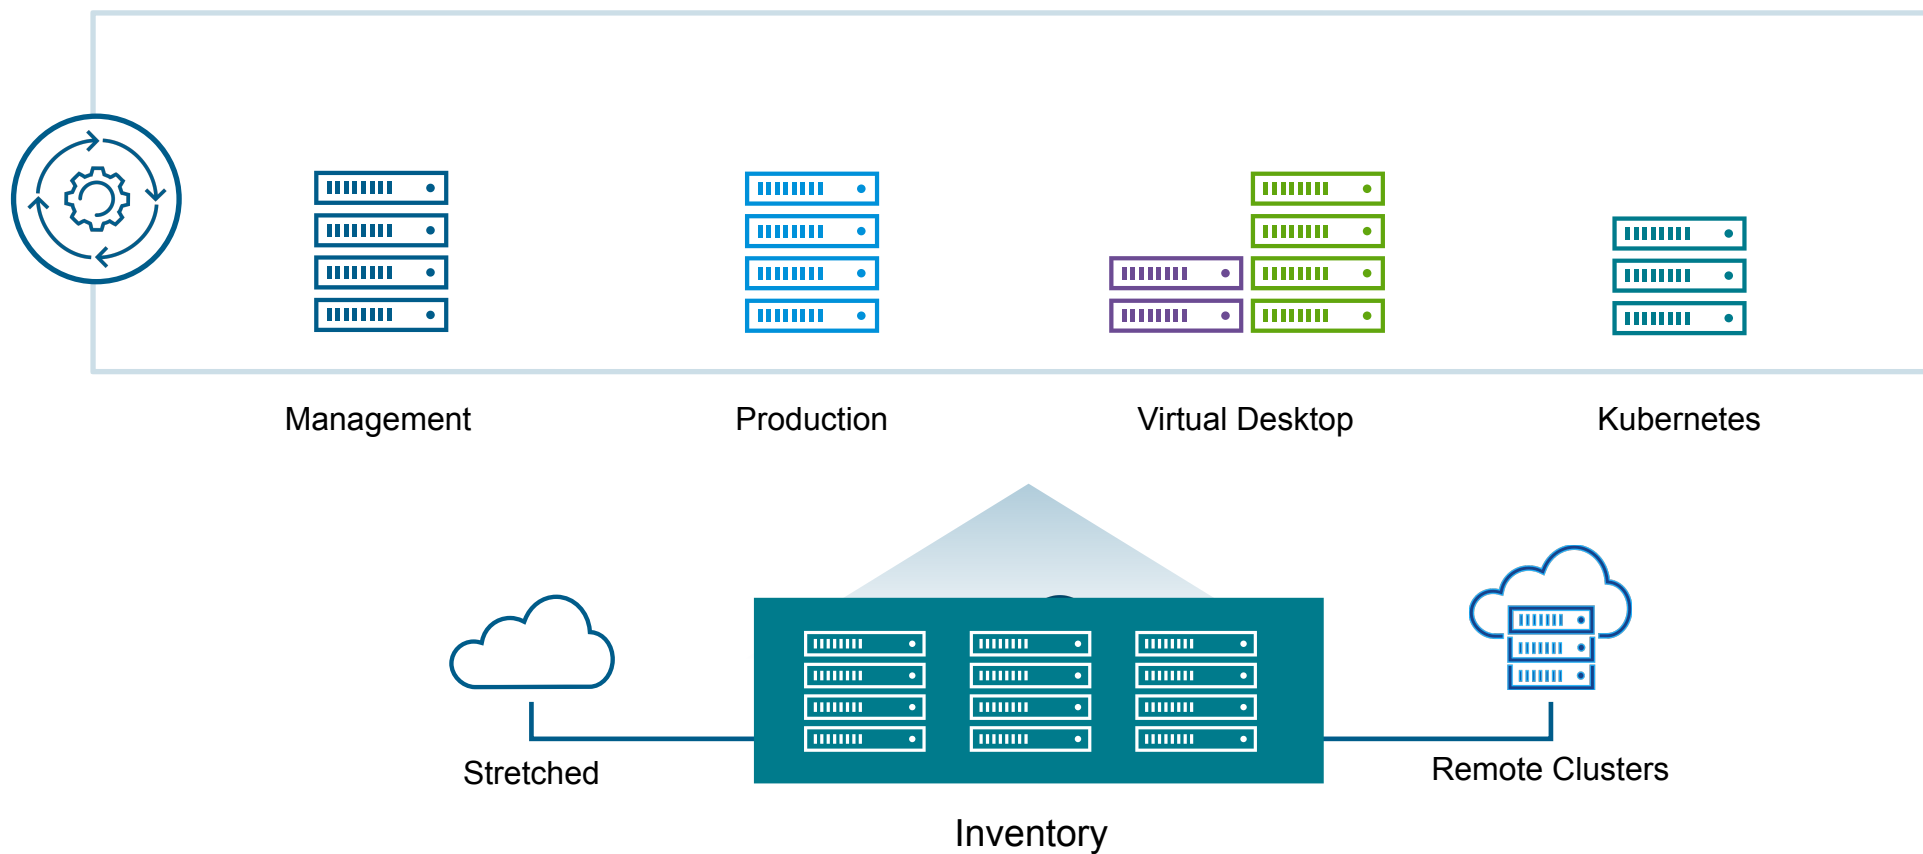 Management
Production
Virtual Desktop
Kubernetes
Stretched
Remote Clusters
Inventory